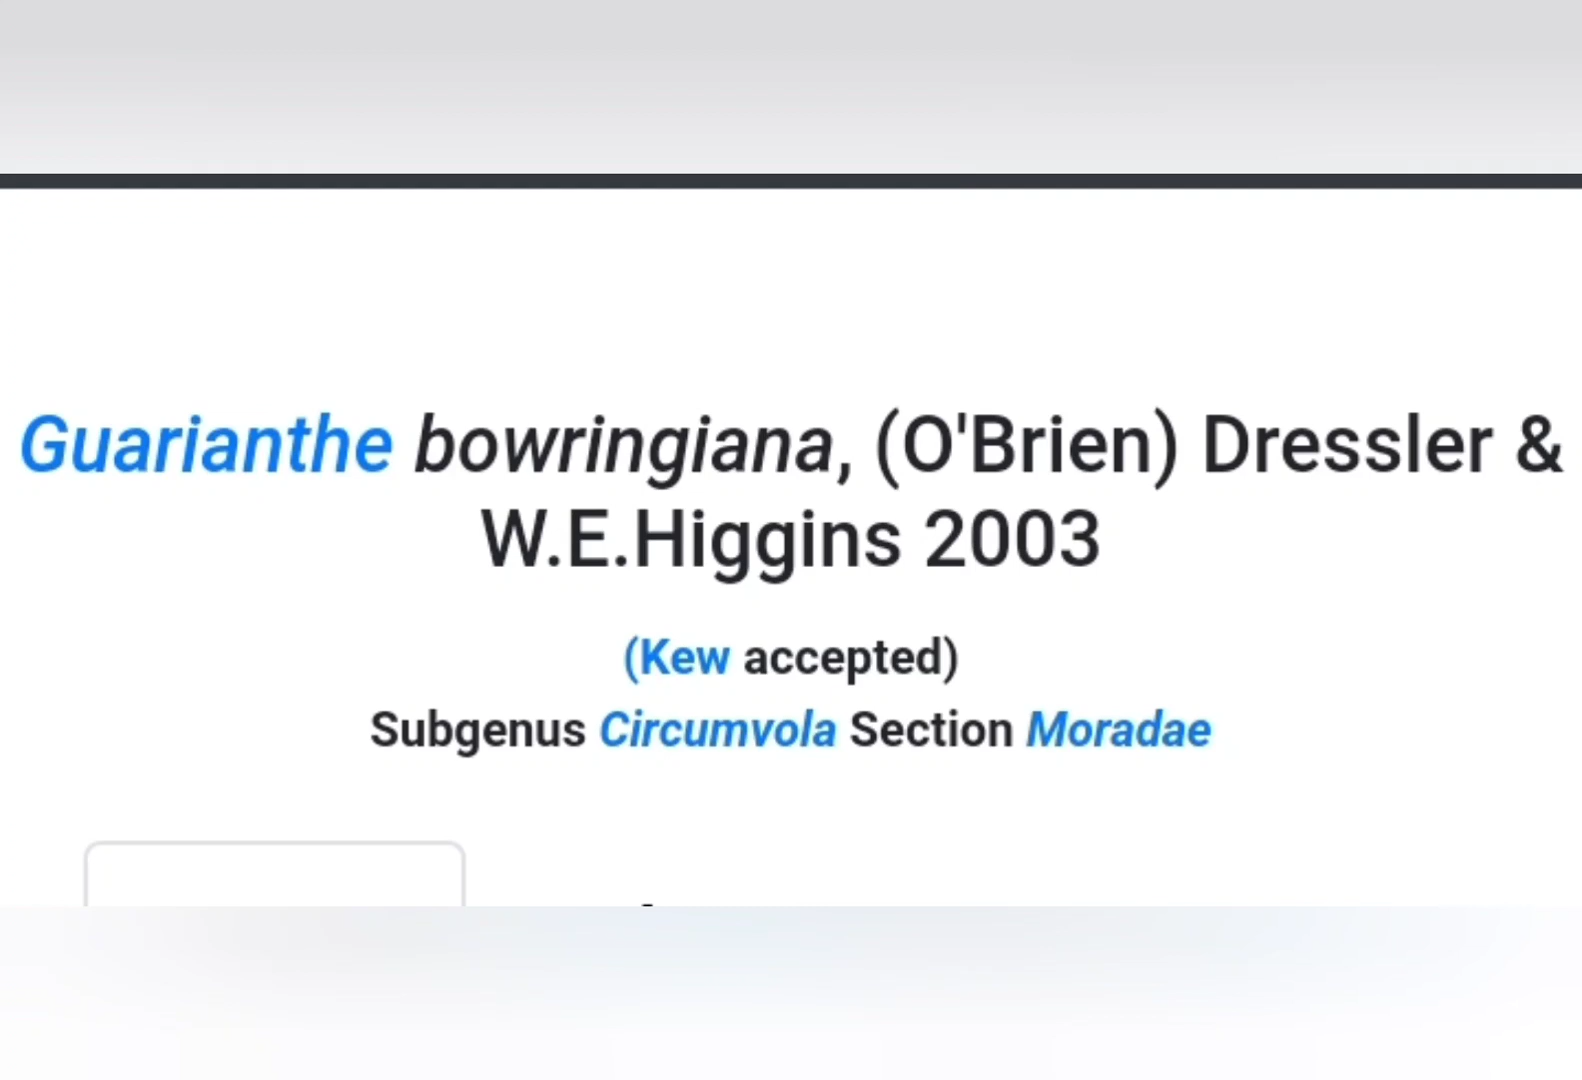 Guarianthe bowringiana, (O'Brien) Dressler &
W.E.Higgins 2003
(Kew accepted)
Subgenus Circumvola Section Moradae